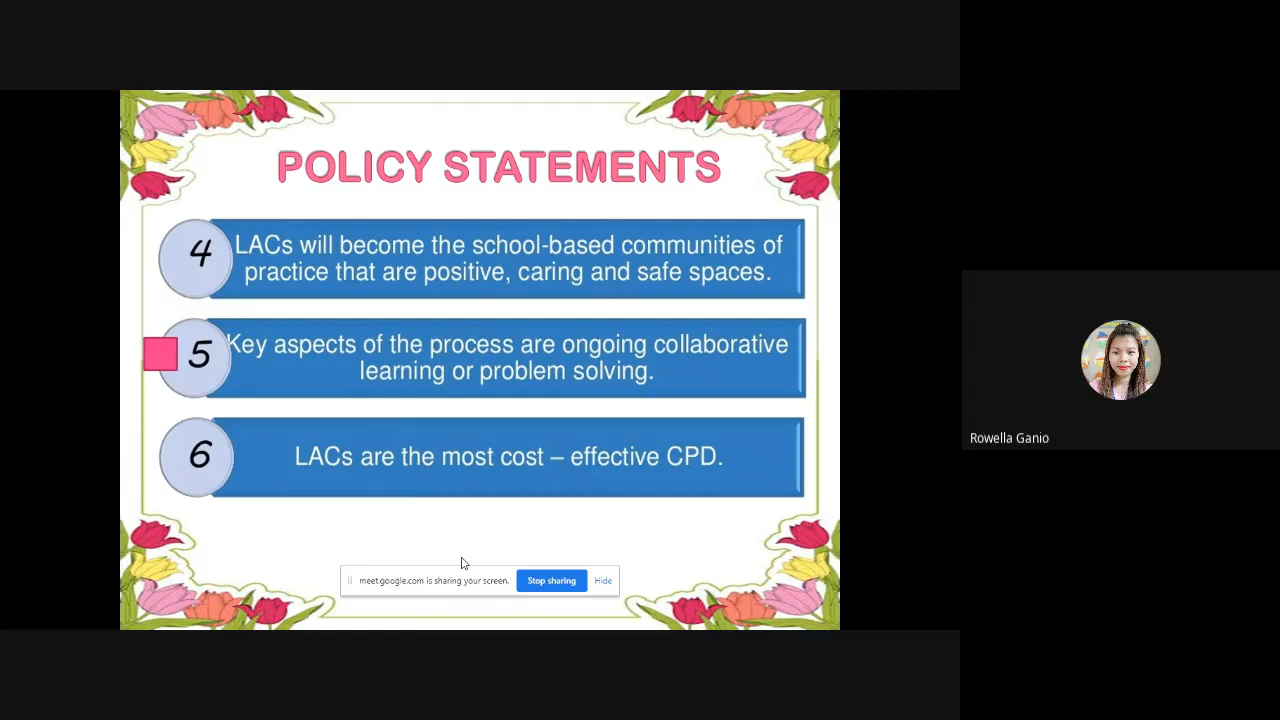 POLICY STATEMENTS
4
LACs will become the school-based communities of
practice that are positive, caring and safe spaces.
5
Key aspects of the process are ongoing collaborative
learning or problem solving.
6
LACs are the most cost – effective CPD.
meet.google.com is sharing your screen.
Stop sharing
Hide
Rowella Ganio